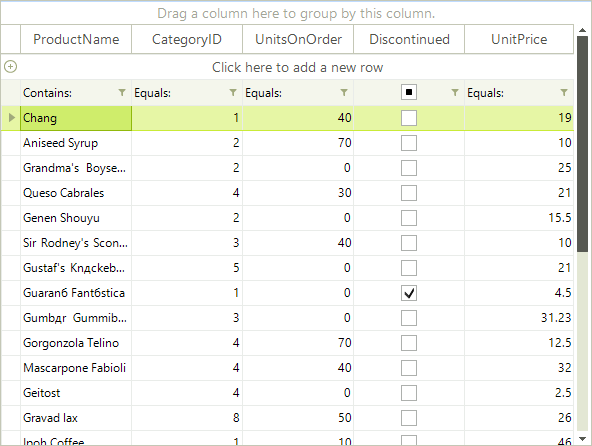 Drag a column here to group by this column.
ProductName CategoryID UnitsOnOrder Discontinued UnitPrice
Click here to add a new row
Contains: Equals: Equals: Equals:
Chang 1 40 19
Aniseed Syrup 2 70 10
Grandma's Boyse... 2 0 25
Queso Cabrales 4 30 21
Genen Shouyu 2 0 15.5
Sir Rodney's Scon... 3 40 10
Gustaf's Knдckeb... 5 0 21
Guaranб Fantбstica 1 0 4.5
Gumbдr Gummib... 3 0 31.23
Gorgonzola Telino 4 70 12.5
Mascarpone Fabioli 4 40 32
Geitost 4 0 2.5
Gravad lax 8 50 26
Ipoh Coffee 1 10 46